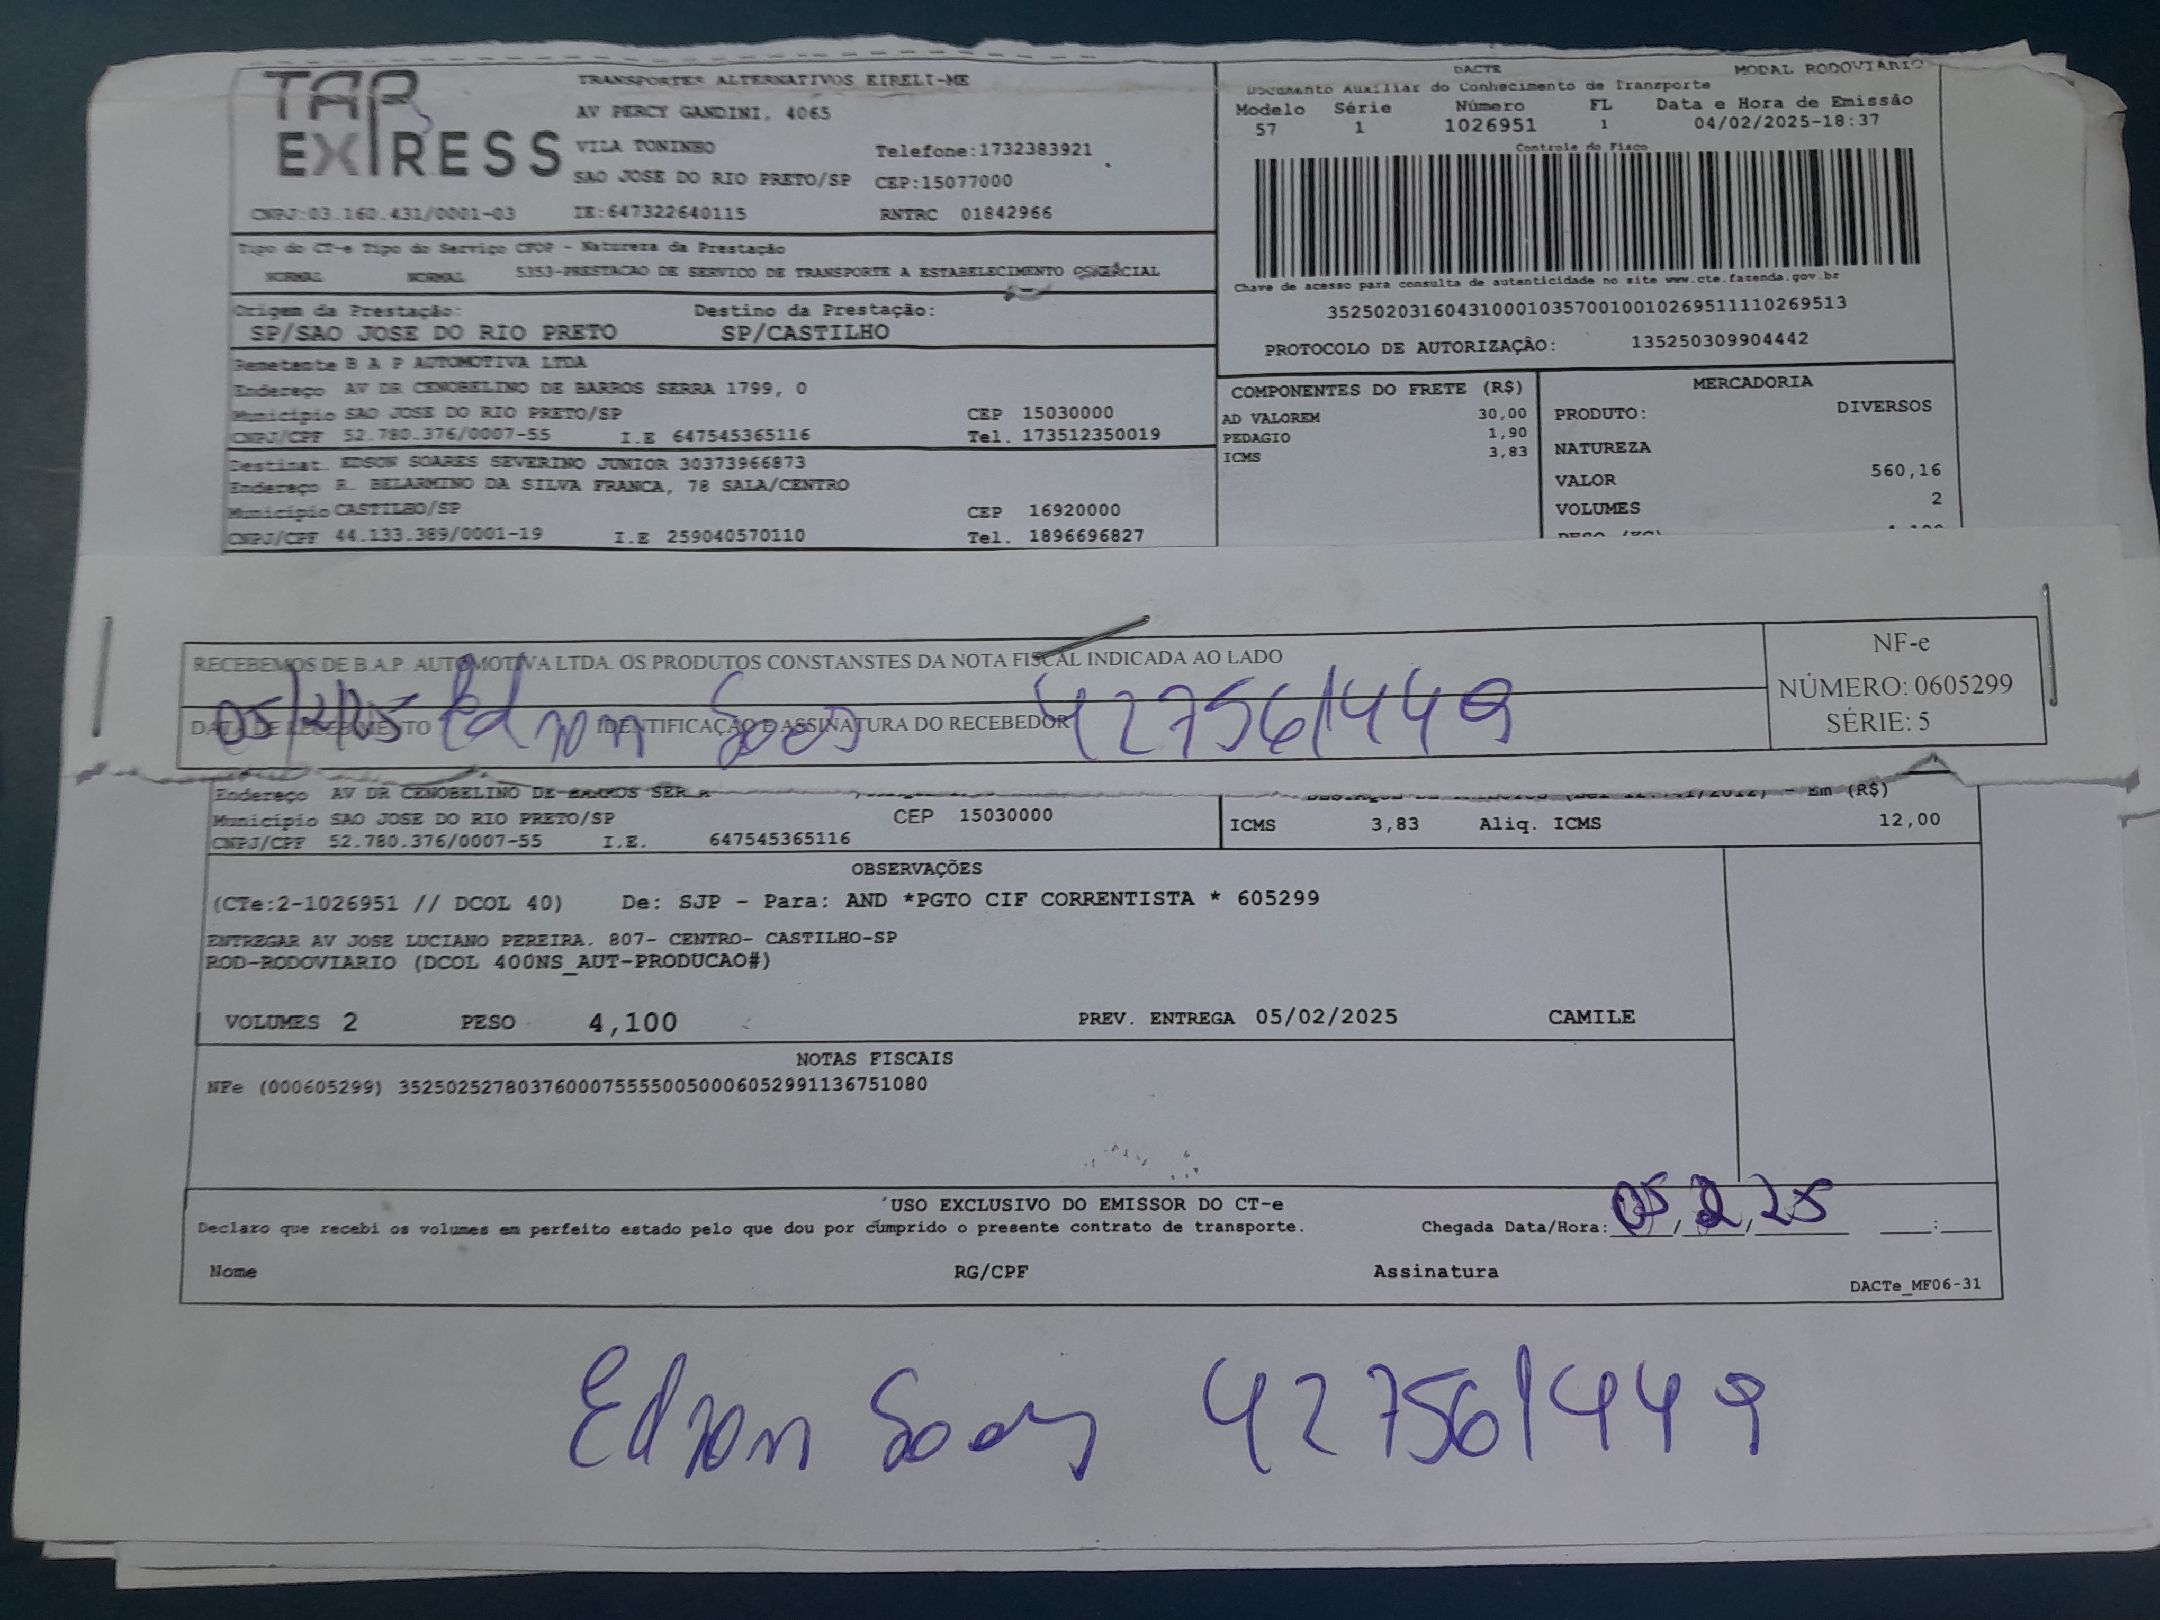 TAP EXPRESS
TRANSPORTES ALTERNATIVOS EIRELI-ME
AV PERCY GANDINI, 4065
VILA TONINHO Telefone:1732383921
SAO JOSE DO RIO PRETO/SP CEP:15077000
CNPJ:03.160.431/0001-03 IE:647322640115 RNTRC 01842966
DACTE MODAL RODOVIÁRIO
Documento Auxiliar do Conhecimento de Transporte
Modelo Série Número FL Data e Hora de Emissão
57 1 1026951 1 04/02/2025-18:37
Controle do Fisco
Chave de acesso para consulta de autenticidade no site www.cte.fazenda.gov.br
35250203160431000103570010010269511110269513
PROTOCOLO DE AUTORIZAÇÃO: 135250309904442
Tipo do CT-e Tipo do Serviço CFOP - Natureza da Prestação
NORMAL NORMAL 5353-PRESTACAO DE SERVICO DE TRANSPORTE A ESTABELECIMENTO COMERCIAL
Origem da Prestação: Destino da Prestação:
SP/SAO JOSE DO RIO PRETO SP/CASTILHO
Remetente B A P AUTOMOTIVA LTDA
Endereço AV DR CENOBELINO DE BARROS SERRA 1799, 0
Município SAO JOSE DO RIO PRETO/SP CEP 15030000
CNPJ/CPF 52.780.376/0007-55 I.E 647545365116 Tel. 173512350019
Destinat. EDSON SOARES SEVERINO JUNIOR 30373966873
Endereço R. BELARMINO DA SILVA FRANCA, 78 SALA/CENTRO
Município CASTILHO/SP CEP 16920000
CNPJ/CPF 44.133.389/0001-19 I.E 259040570110 Tel. 1896696827
COMPONENTES DO FRETE (R$)
AD VALOREM 30,00
PEDAGIO 1,90
ICMS 3,83
MERCADORIA
PRODUTO: DIVERSOS
NATUREZA
VALOR 560,16
VOLUMES 2
RECEBEMOS DE B.A.P. AUTOMOTIVA LTDA. OS PRODUTOS CONSTANSTES DA NOTA FISCAL INDICADA AO LADO
05/2/25 Edson Soares 427561449
DATA DE RECEBIMENTO IDENTIFICAÇÃO E ASSINATURA DO RECEBEDOR
NF-e
NÚMERO: 0605299
SÉRIE: 5
Endereço AV DR CENOBELINO DE BARROS SERRA
Município SAO JOSE DO RIO PRETO/SP CEP 15030000
CNPJ/CPF 52.780.376/0007-55 I.E. 647545365116
Em (R$)
ICMS 3,83 Aliq. ICMS 12,00
OBSERVAÇÕES
(CTe:2-1026951 // DCOL 40) De: SJP - Para: AND *PGTO CIF CORRENTISTA * 605299
ENTREGAR AV JOSE LUCIANO PEREIRA. 807- CENTRO- CASTILHO-SP
ROD-RODOVIARIO (DCOL 400NS_AUT-PRODUCAO#)
VOLUMES 2 PESO 4,100 PREV. ENTREGA 05/02/2025 CAMILE
NOTAS FISCAIS
NFe (000605299) 35250252780376000755550050006052991136751080
USO EXCLUSIVO DO EMISSOR DO CT-e
Declaro que recebi os volumes em perfeito estado pelo que dou por cumprido o presente contrato de transporte. Chegada Data/Hora: 05/2/25
Nome RG/CPF Assinatura
DACTe_MF06-31
Edson Soares 427561449